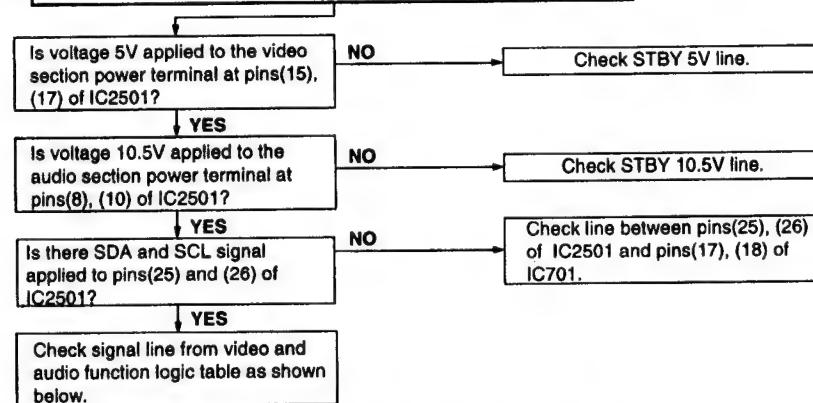 Is voltage 5V applied to the video
section power terminal at pins(15),
(17) of IC2501?
NO
Check STBY 5V line.
YES
Is voltage 10.5V applied to the
audio section power terminal at
pins(8), (10) of IC2501?
NO
Check STBY 10.5V line.
YES
Is there SDA and SCL signal
applied to pins(25) and (26) of
IC2501?
NO
Check line between pins(25), (26)
of IC2501 and pins(17), (18) of
IC701.
YES
Check signal line from video and
audio function logic table as shown
below.